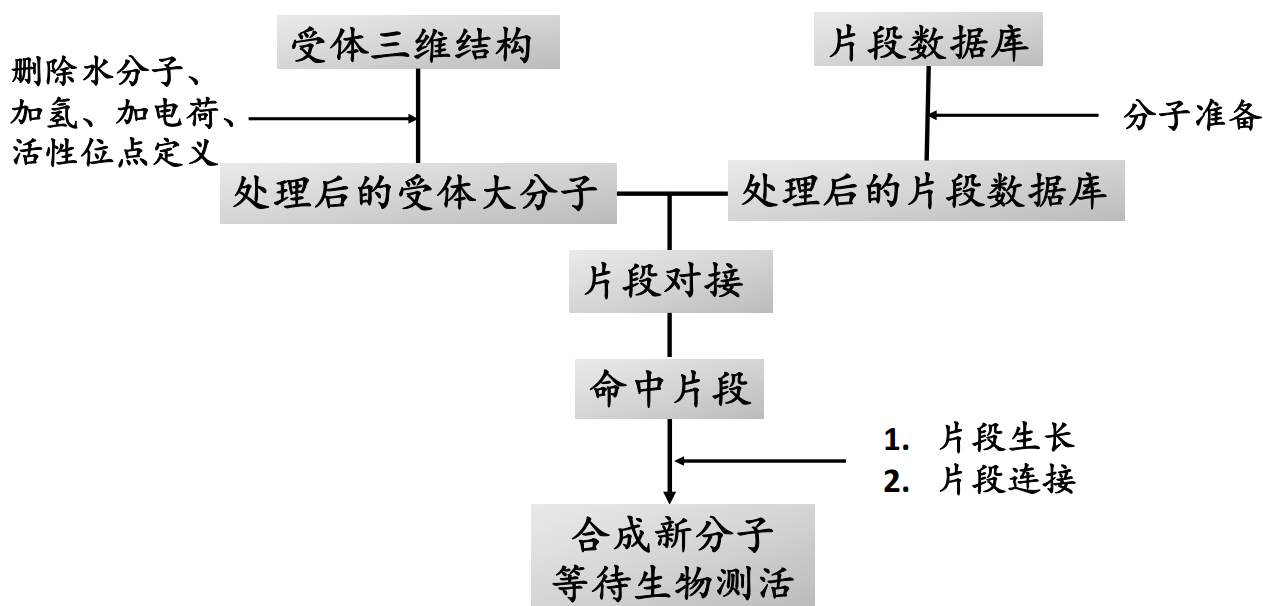 受体三维结构
片段数据库
删除水分子、
加氢、加电荷、
活性位点定义
分子准备
处理后的受体大分子
处理后的片段数据库
片段对接
命中片段
1. 片段生长
2. 片段连接
合成新分子
等待生物测活